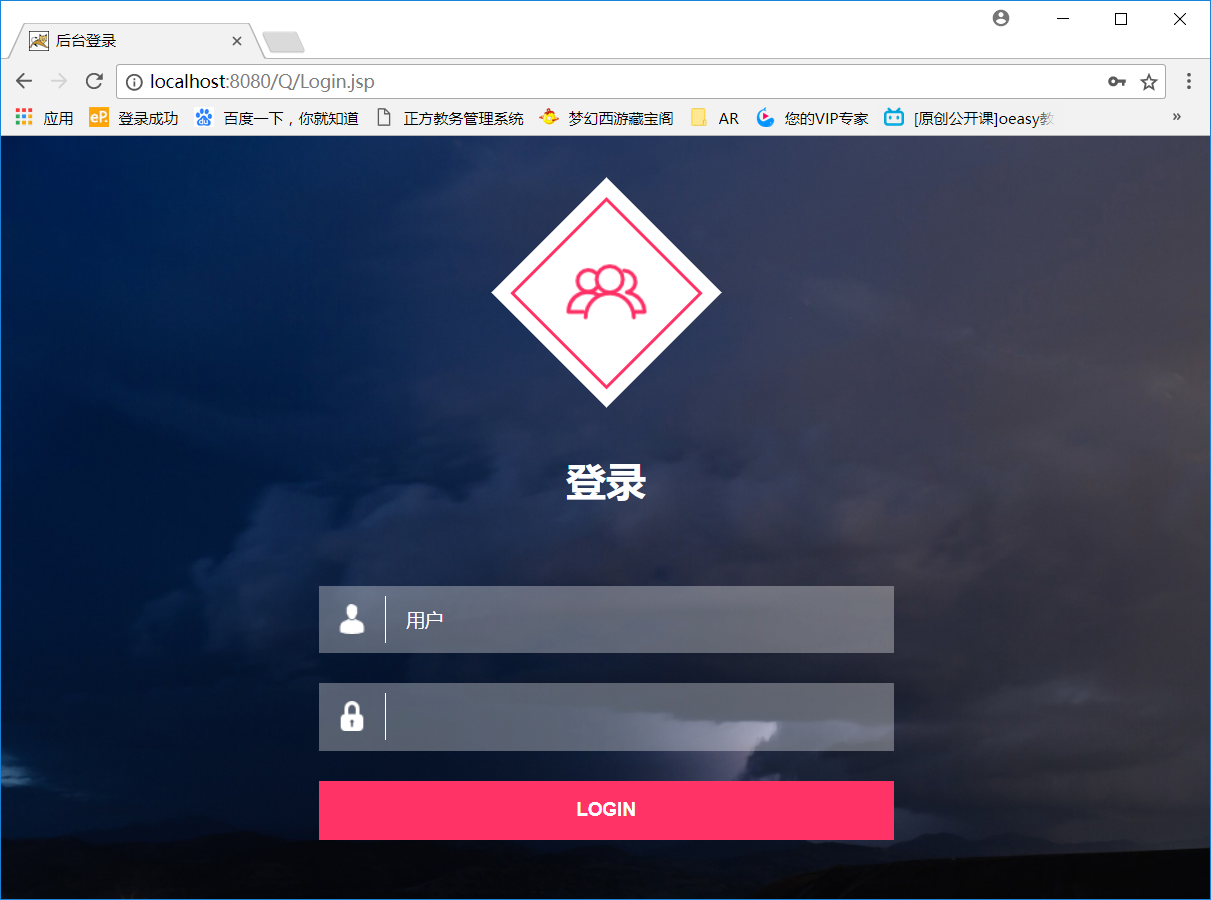 后台登录
localhost:8080/Q/Login.jsp
应用 eP 登录成功 du 百度一下，你就知道 正方教务管理系统 梦幻西游藏宝阁 AR 您的VIP专家 [原创公开课]oeasy教 »
登录
用户
LOGIN